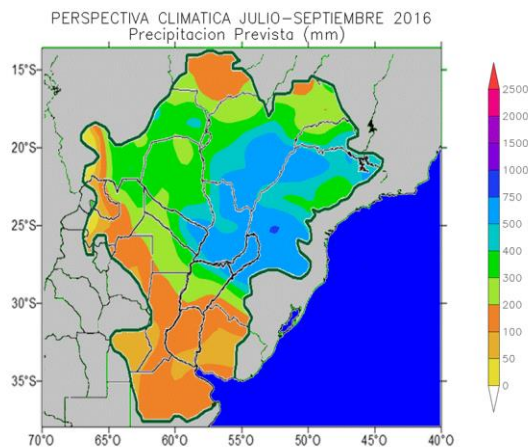 PERSPECTIVA CLIMATICA JULIO-SEPTIEMBRE 2016
Precipitacion Prevista (mm)
15°S
20°S
25°S
30°S
35°S
70°W
65°W
60°W
55°W
50°W
45°W
40°W
2500
2000
1500
1000
750
500
400
300
200
100
50
0